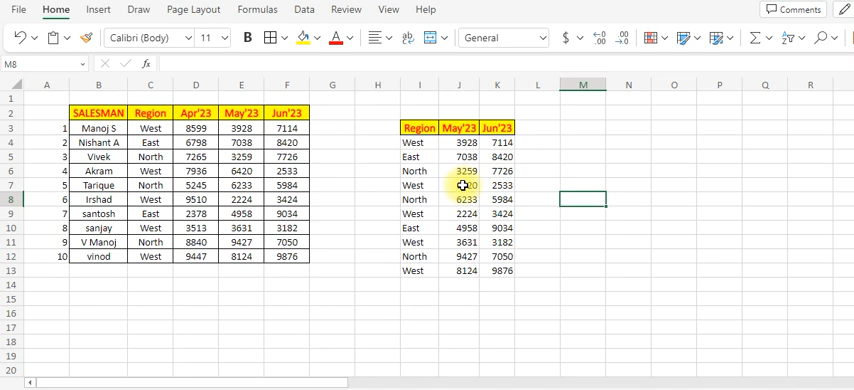 File Home Insert Draw Page Layout Formulas Data Review View Help Comments
Calibri (Body) 11 B A ab General $ .00 .00
M8 fx
A B C D E F G H I J K L M N O P Q R
1
2 SALESMAN Region Apr'23 May'23 Jun'23
3 1 Manoj S West 8599 3928 7114 Region May'23 Jun'23
4 2 Nishant A East 6798 7038 8420 West 3928 7114
5 3 Vivek North 7265 3259 7726 East 7038 8420
6 4 Akram West 7936 6420 2533 North 3259 7726
7 5 Tarique North 5245 6233 5984 West 2533
8 6 Irshad West 9510 2224 3424 North 6233 5984
9 7 santosh East 2378 4958 9034 West 2224 3424
10 8 sanjay West 3513 3631 3182 East 4958 9034
11 9 V Manoj North 8840 9427 7050 West 3631 3182
12 10 vinod West 9447 8124 9876 North 9427 7050
13 West 8124 9876
14
15
16
17
18
19
20